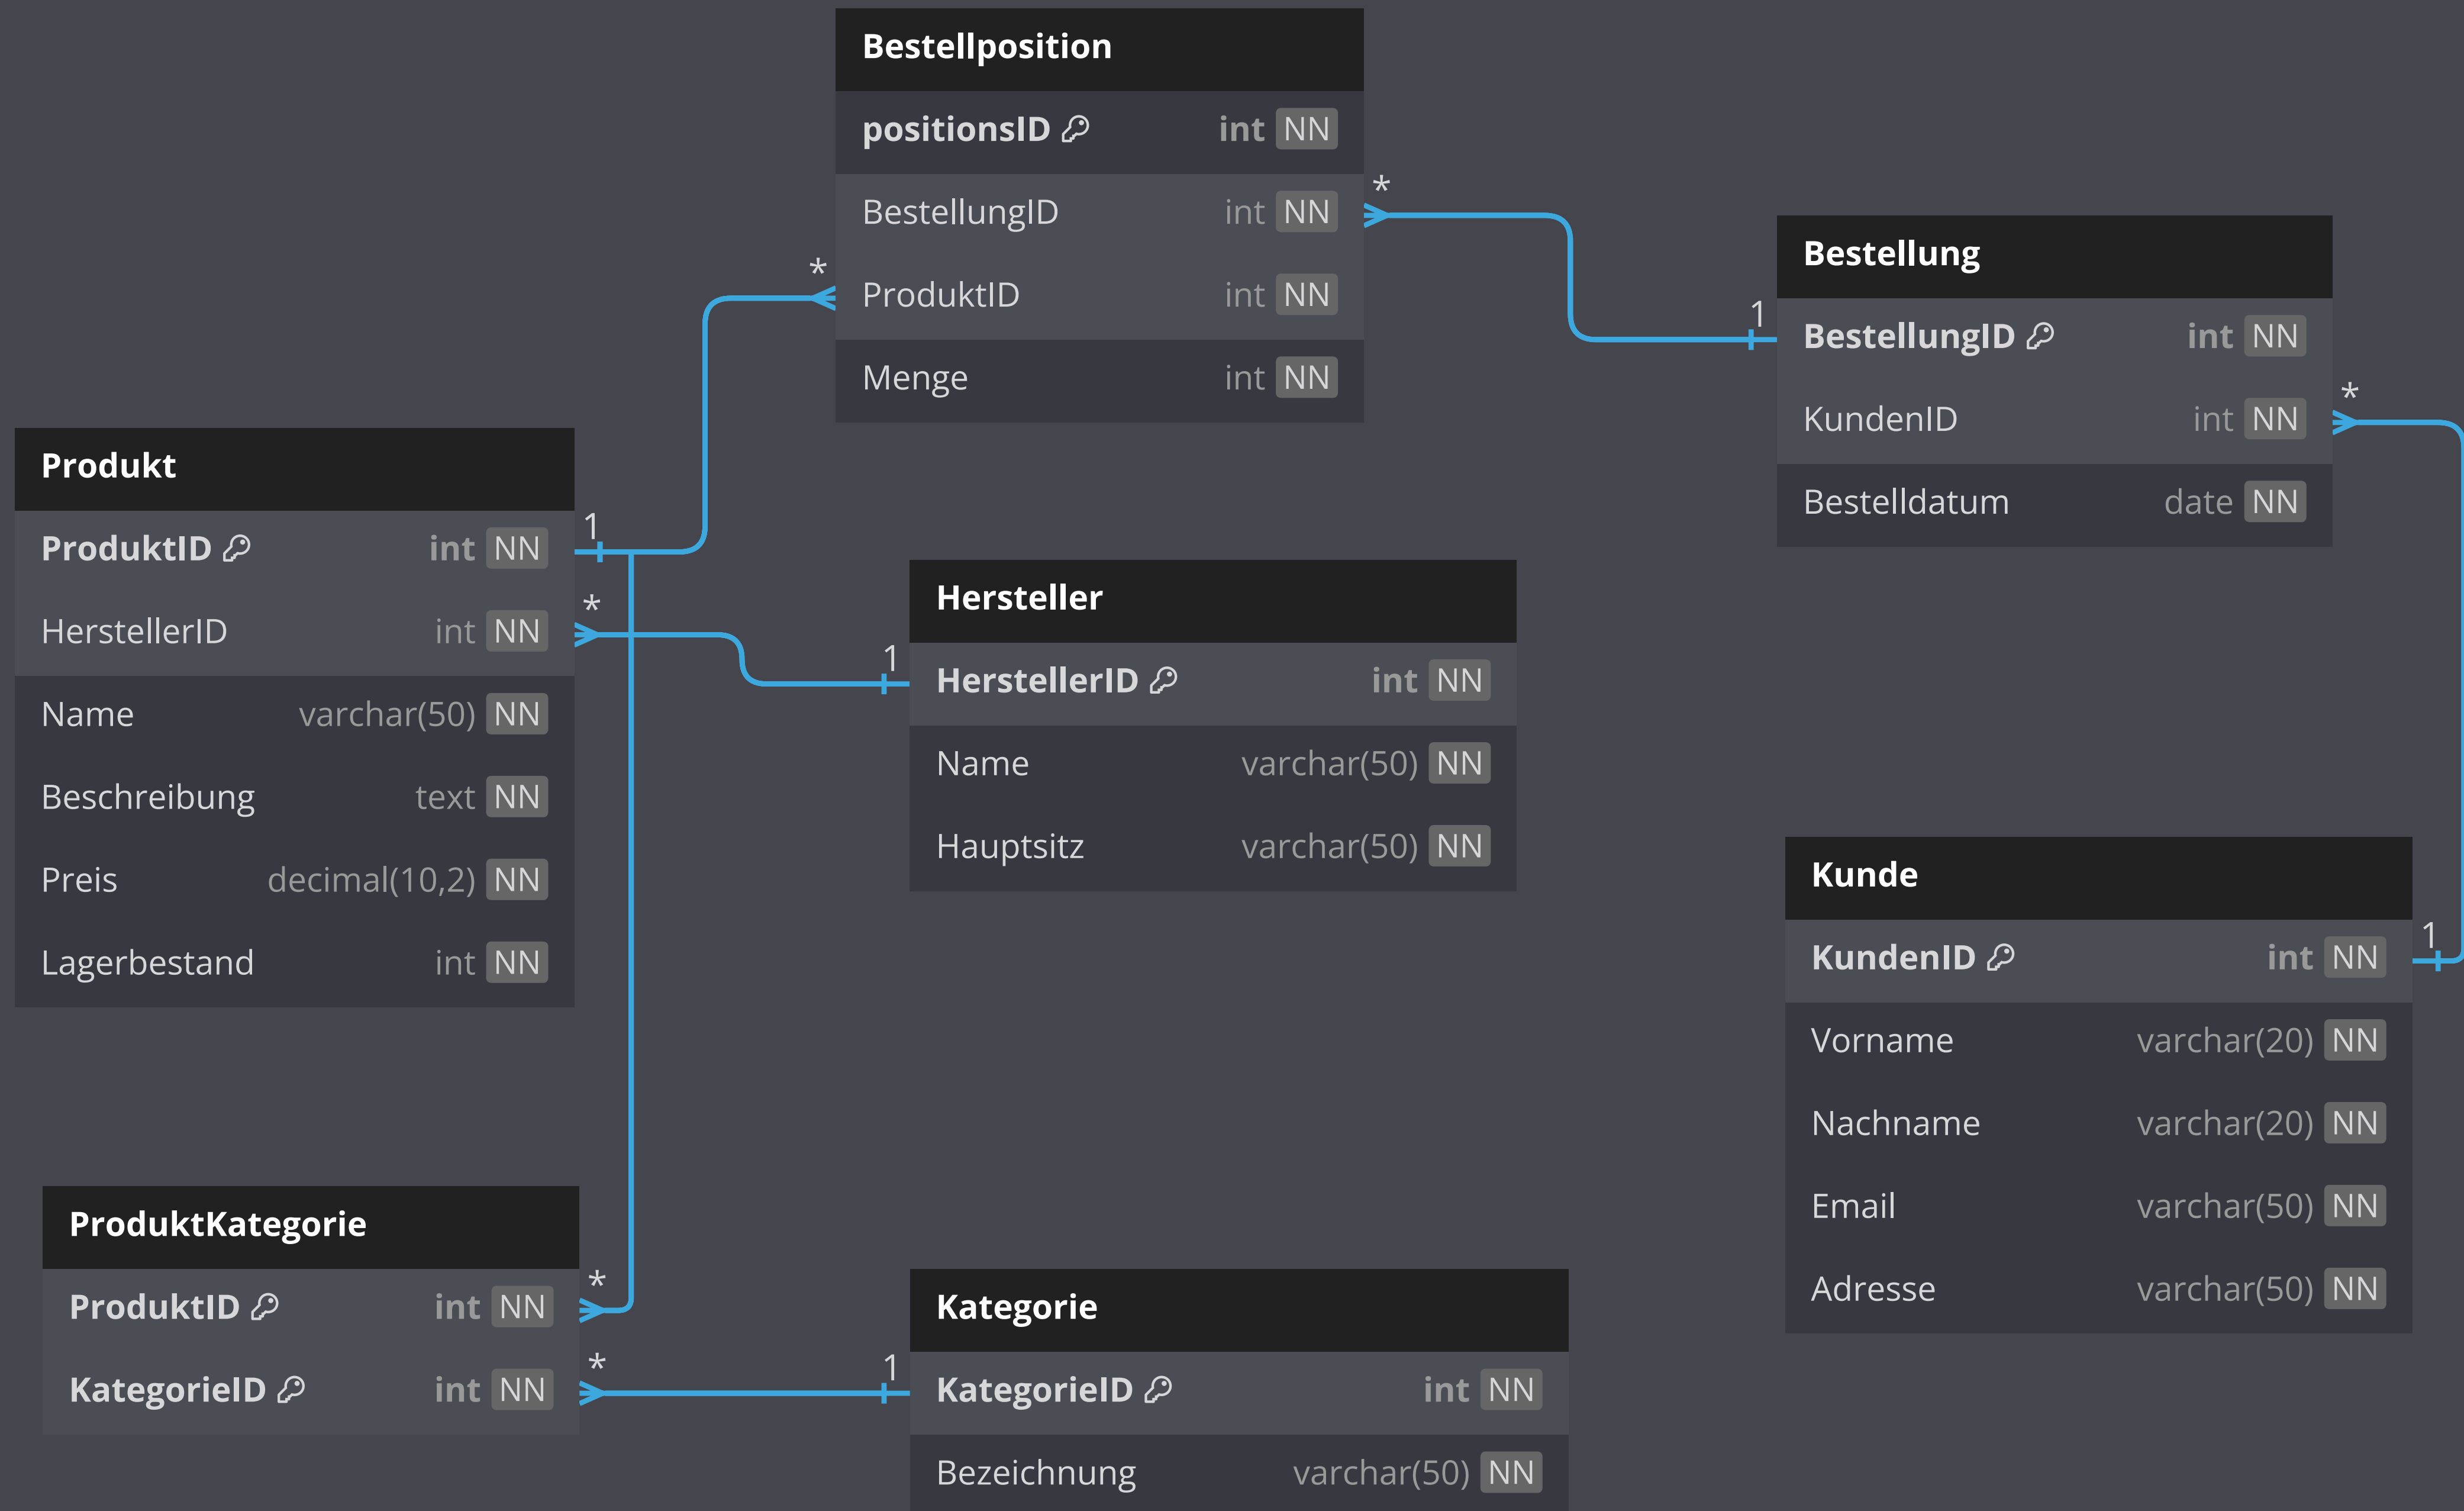 Bestellposition
positionsID int NN
BestellungID int NN
ProduktID int NN
Menge int NN
*
*
Bestellung
BestellungID int NN
KundenID int NN
Bestelldatum date NN
1
*
Produkt
ProduktID int NN
HerstellerID int NN
Name varchar(50) NN
Beschreibung text NN
Preis decimal(10,2) NN
Lagerbestand int NN
1
*
Hersteller
HerstellerID int NN
Name varchar(50) NN
Hauptsitz varchar(50) NN
1
Kunde
KundenID int NN
Vorname varchar(20) NN
Nachname varchar(20) NN
Email varchar(50) NN
Adresse varchar(50) NN
1
ProduktKategorie
ProduktID int NN
KategorieID int NN
*
*
Kategorie
KategorieID int NN
Bezeichnung varchar(50) NN
1